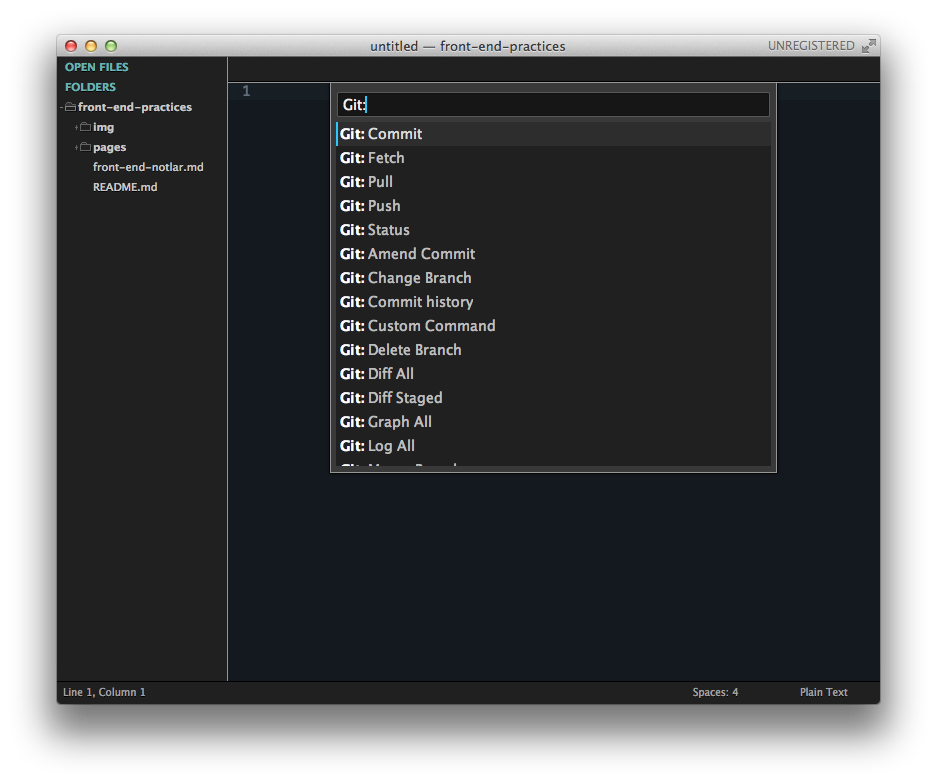 untitled — front-end-practices
UNREGISTERED
OPEN FILES
FOLDERS
front-end-practices
img
pages
front-end-notlar.md
README.md
1
Git:
Git: Commit
Git: Fetch
Git: Pull
Git: Push
Git: Status
Git: Amend Commit
Git: Change Branch
Git: Commit history
Git: Custom Command
Git: Delete Branch
Git: Diff All
Git: Diff Staged
Git: Graph All
Git: Log All
Line 1, Column 1
Spaces: 4
Plain Text